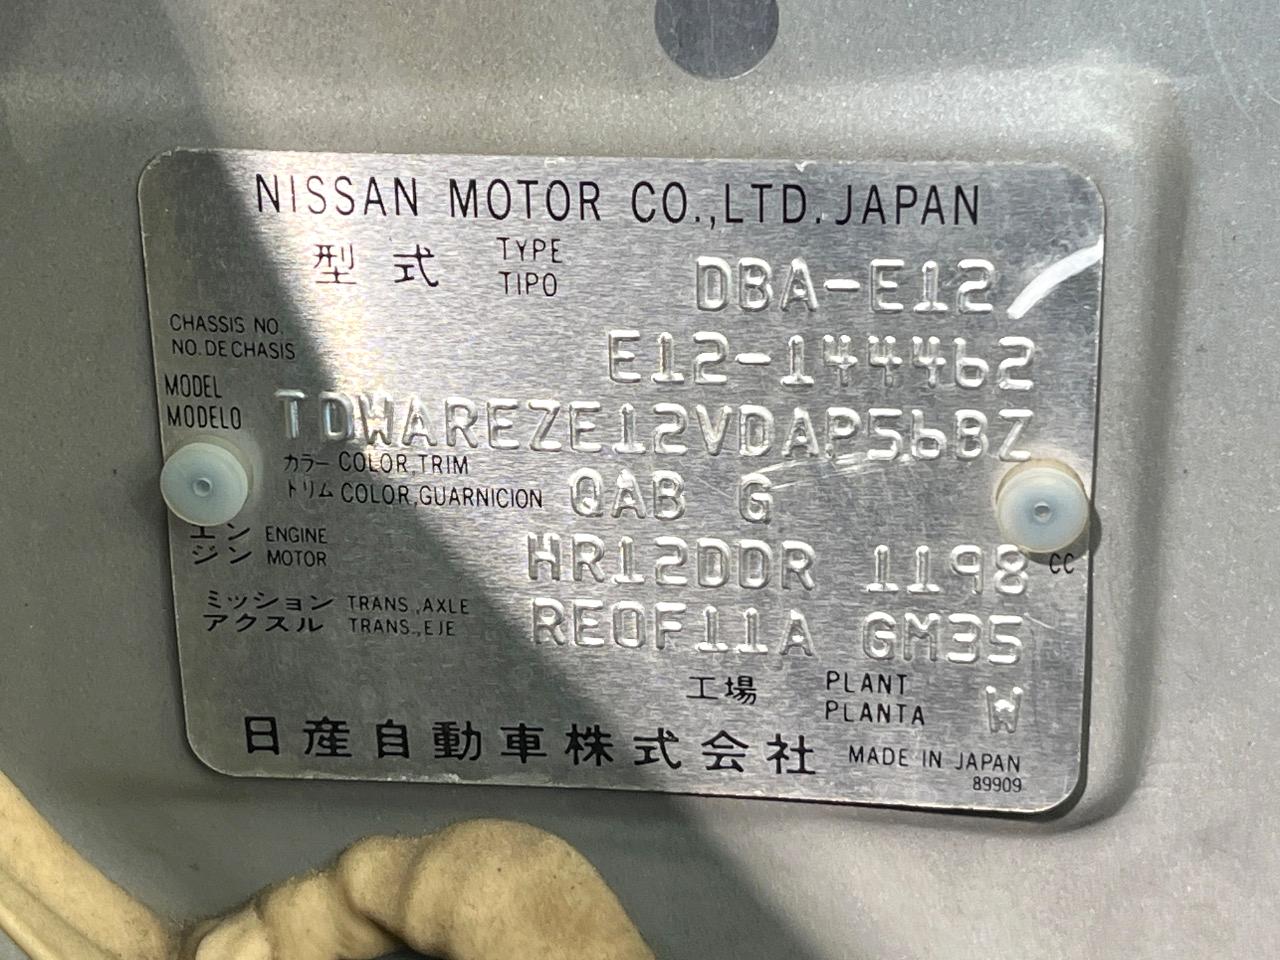 NISSAN MOTOR CO.,LTD. JAPAN
型式 TYPE TIPO DBA-E12
CHASSIS NO. NO. DE CHASIS E12-144462
MODEL MODELO TDWAREZE12VDAP56BZ
カラー COLOR,TRIM
トリム COLOR,GUARNICION QAB G
エンジン ENGINE MOTOR HR12DDR 1198 CC
ミッション TRANS.,AXLE
アクスル TRANS.,EJE RE0F11A GM35
工場 PLANT PLANTA W
日産自動車株式会社 MADE IN JAPAN
89909